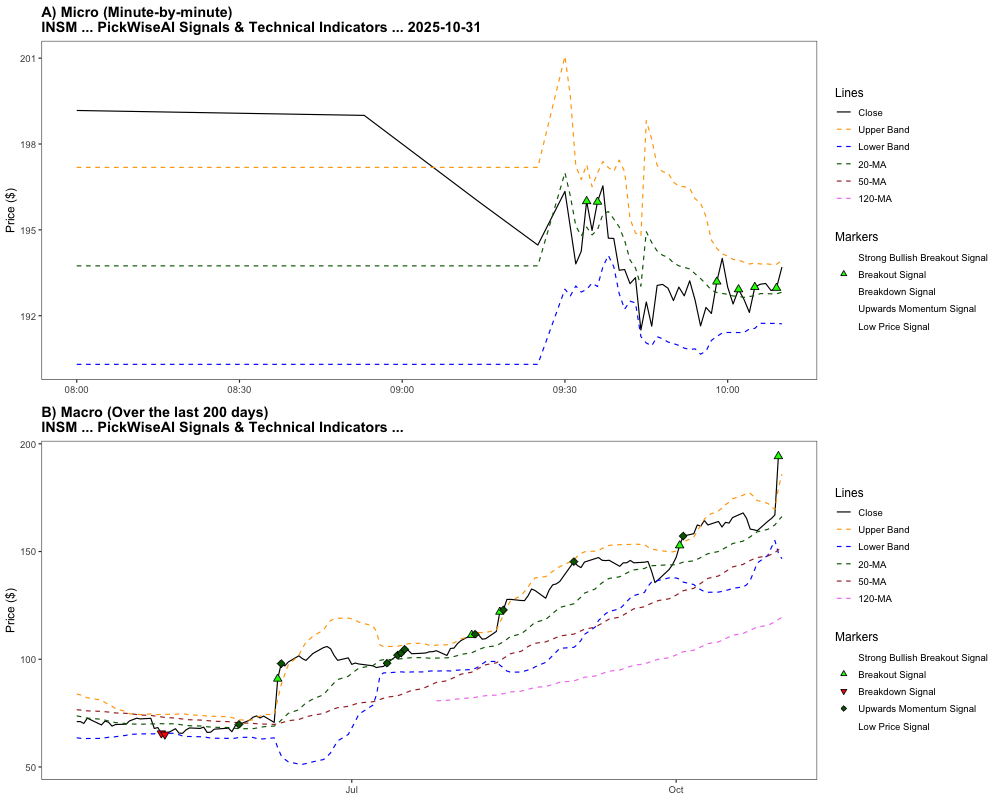 A) Micro (Minute-by-minute)
INSM ... PickWiseAI Signals & Technical Indicators ... 2025-10-31
Price ($)
201
198
195
192
08:00 08:30 09:00 09:30 10:00
Lines
Close
Upper Band
Lower Band
20-MA
50-MA
120-MA
Markers
Strong Bullish Breakout Signal
Breakout Signal
Breakdown Signal
Upwards Momentum Signal
Low Price Signal
B) Macro (Over the last 200 days)
INSM ... PickWiseAI Signals & Technical Indicators ...
Price ($)
200
150
100
50
Jul Oct
Lines
Close
Upper Band
Lower Band
20-MA
50-MA
120-MA
Markers
Strong Bullish Breakout Signal
Breakout Signal
Breakdown Signal
Upwards Momentum Signal
Low Price Signal